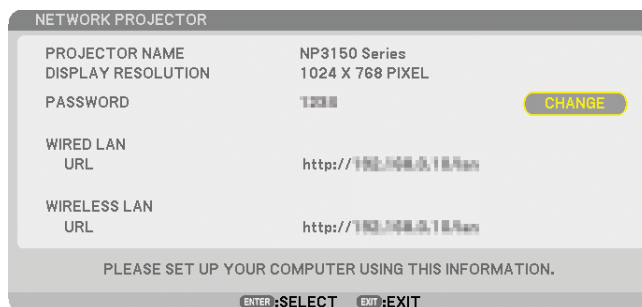 NETWORK PROJECTOR
PROJECTOR NAME NP3150 Series
DISPLAY RESOLUTION 1024 X 768 PIXEL
PASSWORD CHANGE
WIRED LAN
URL http://
WIRELESS LAN
URL http://
PLEASE SET UP YOUR COMPUTER USING THIS INFORMATION.
ENTER :SELECT EXIT :EXIT